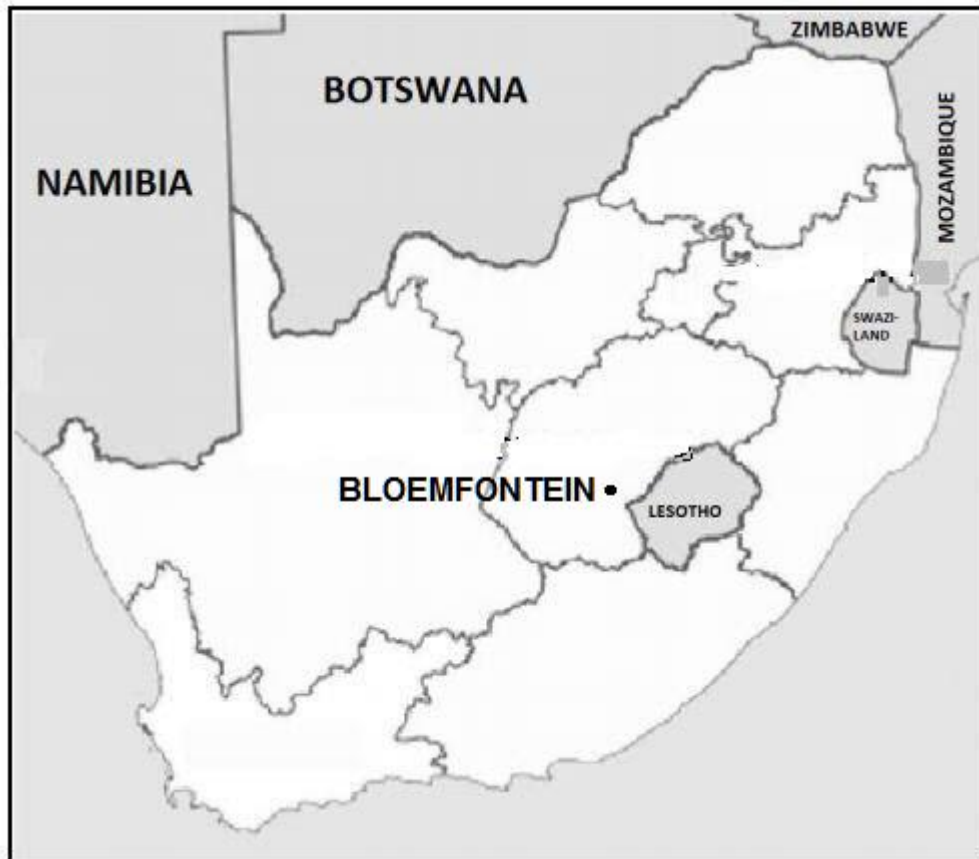 ZIMBABWE
BOTSWANA
NAMIBIA
MOZAMBIQUE
SWAZI-
LAND
BLOEMFONTEIN
LESOTHO